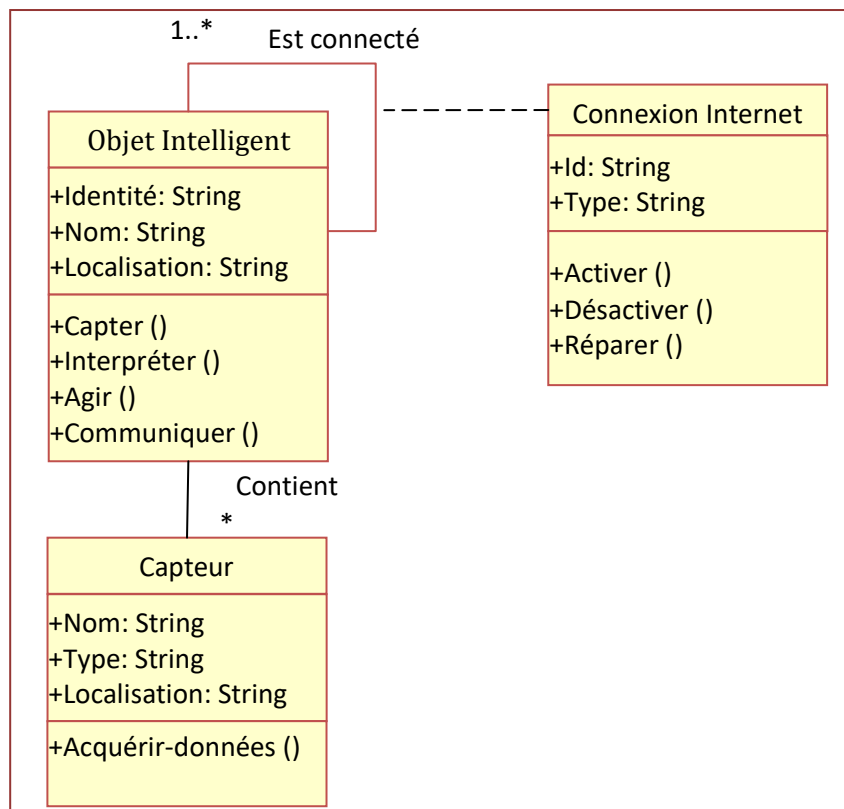 1..*
Est connecté
Objet Intelligent
+Identité: String
+Nom: String
+Localisation: String
+Capter ()
+Interpréter ()
+Agir ()
+Communiquer ()
Connexion Internet
+Id: String
+Type: String
+Activer ()
+Désactiver ()
+Réparer ()
Contient
*
Capteur
+Nom: String
+Type: String
+Localisation: String
+Acquérir-données ()